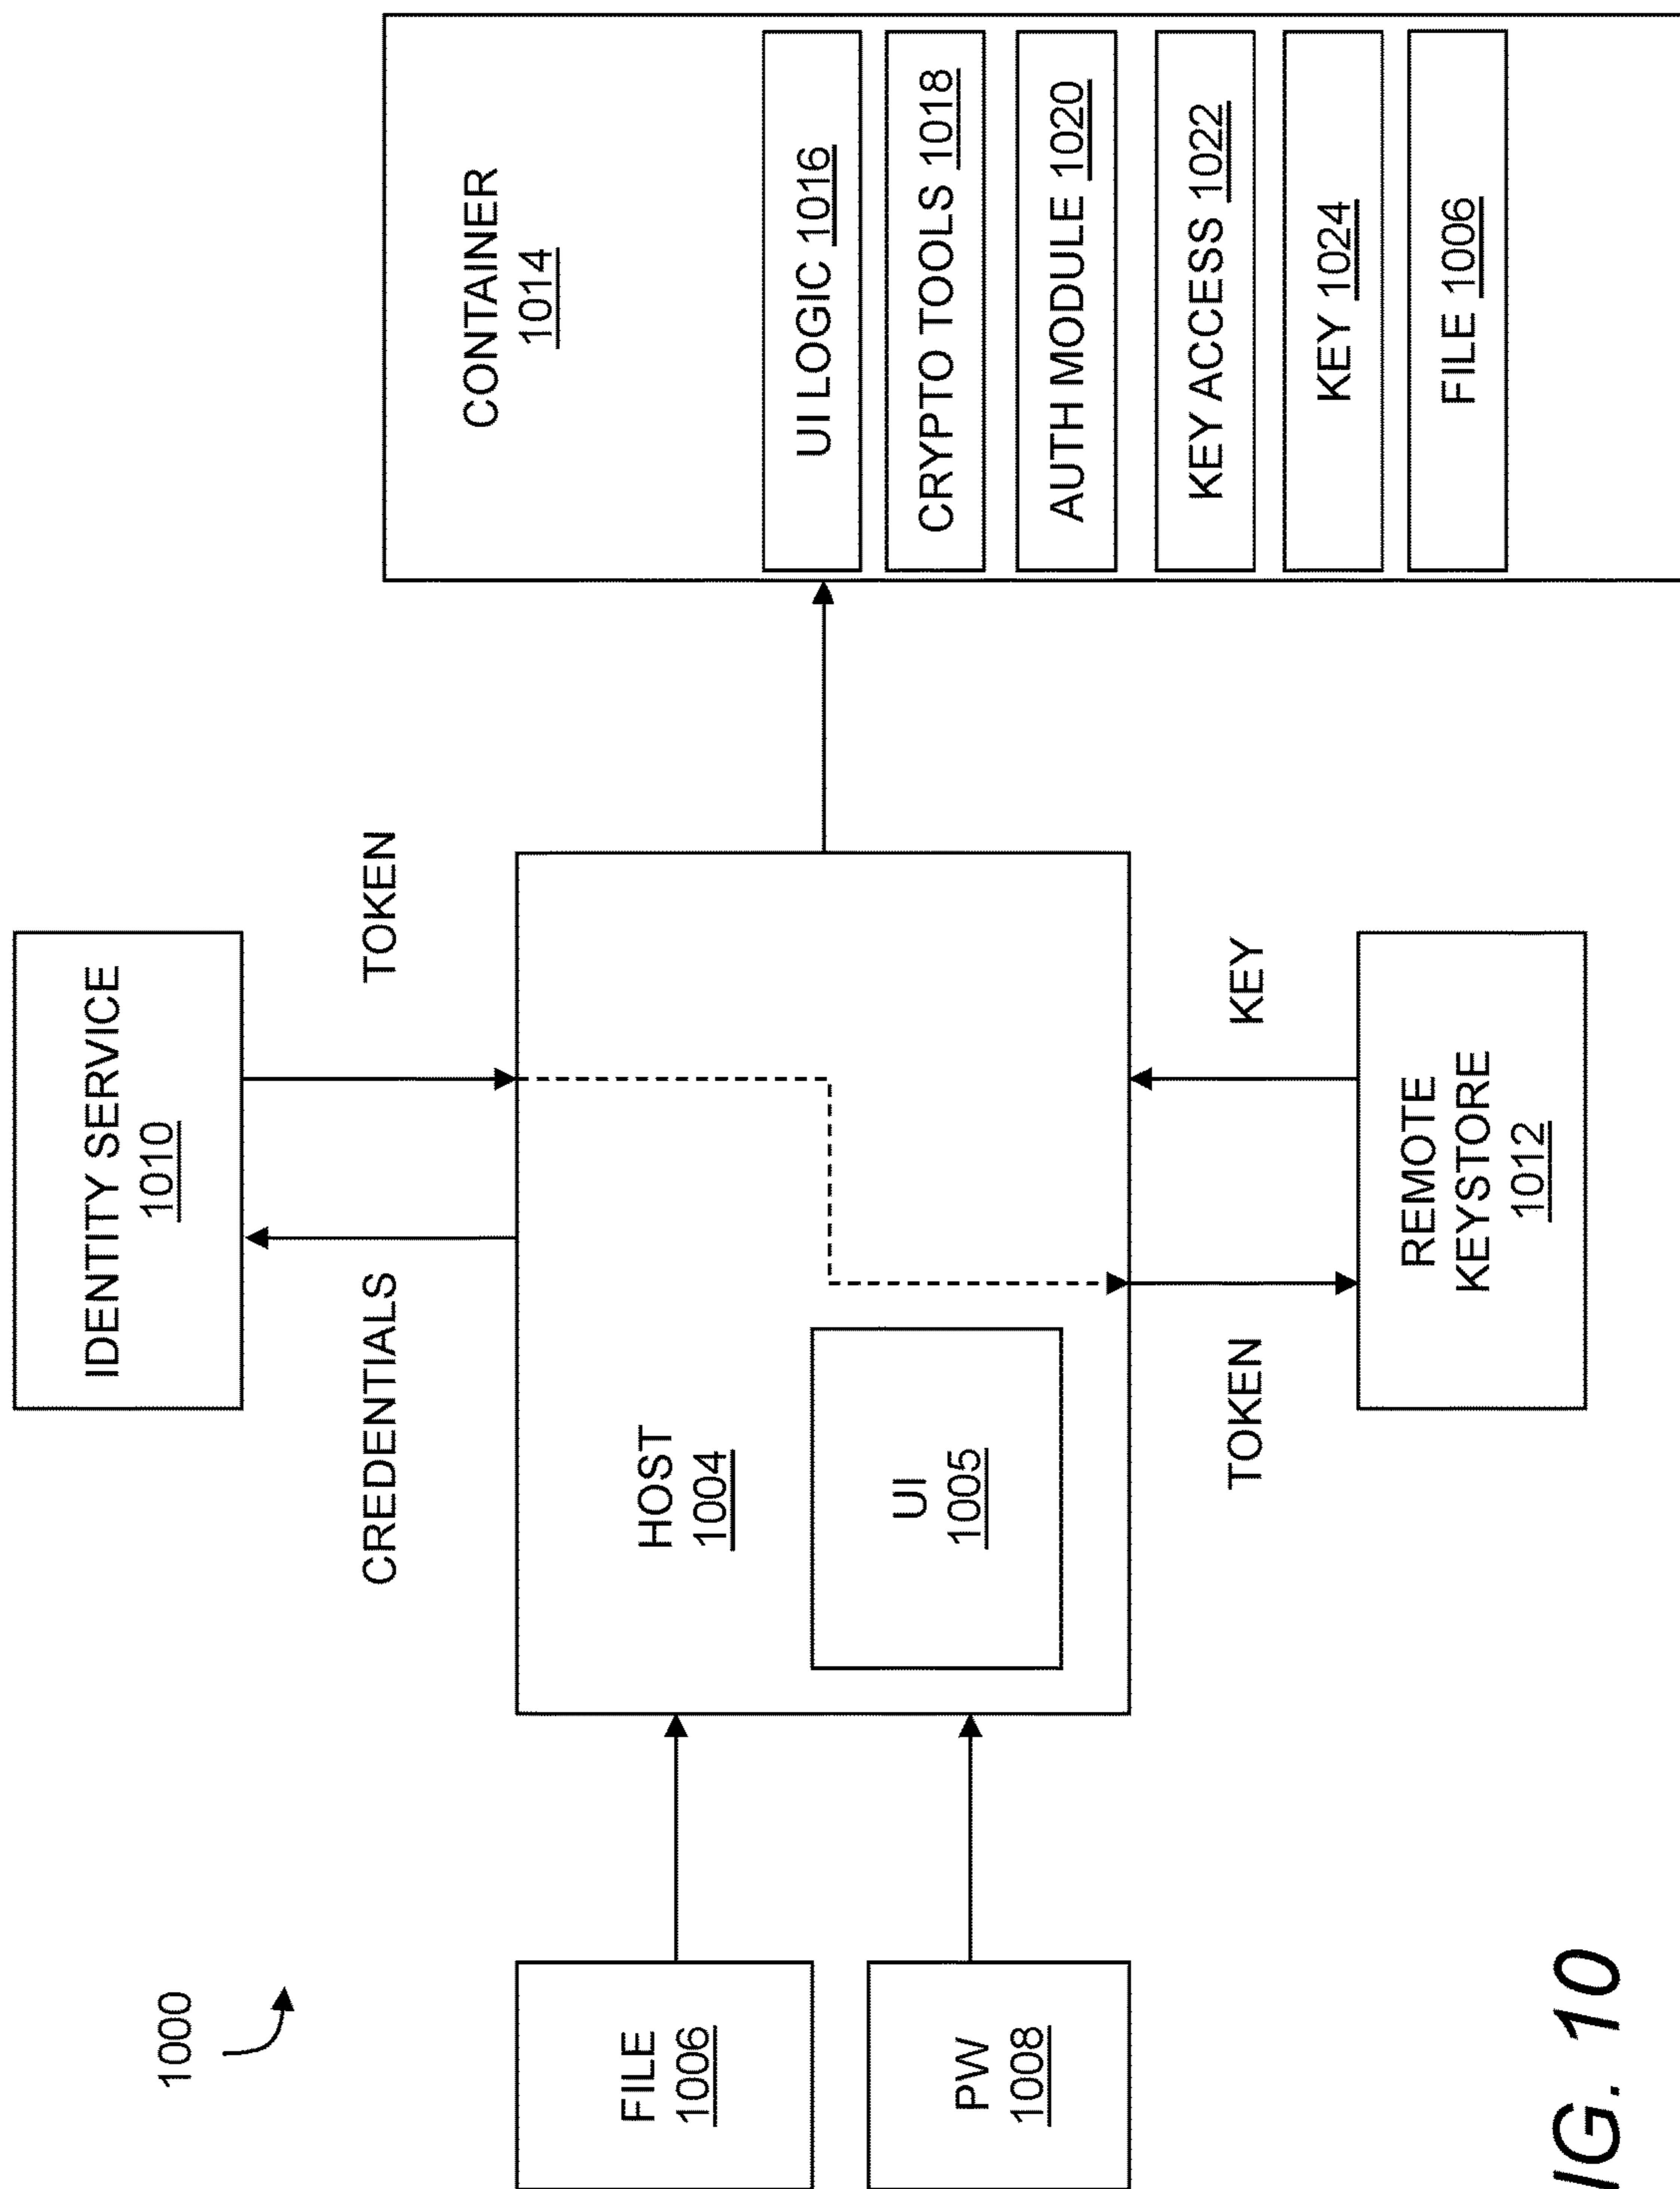 1000
FILE
1006
PW
1008
IDENTITY SERVICE
1010
CREDENTIALS
TOKEN
HOST
1004
UI
1005
TOKEN
KEY
REMOTE
KEYSTORE
1012
CONTAINER
1014
UI LOGIC 1016
CRYPTO TOOLS 1018
AUTH MODULE 1020
KEY ACCESS 1022
KEY 1024
FILE 1006
IG. 10